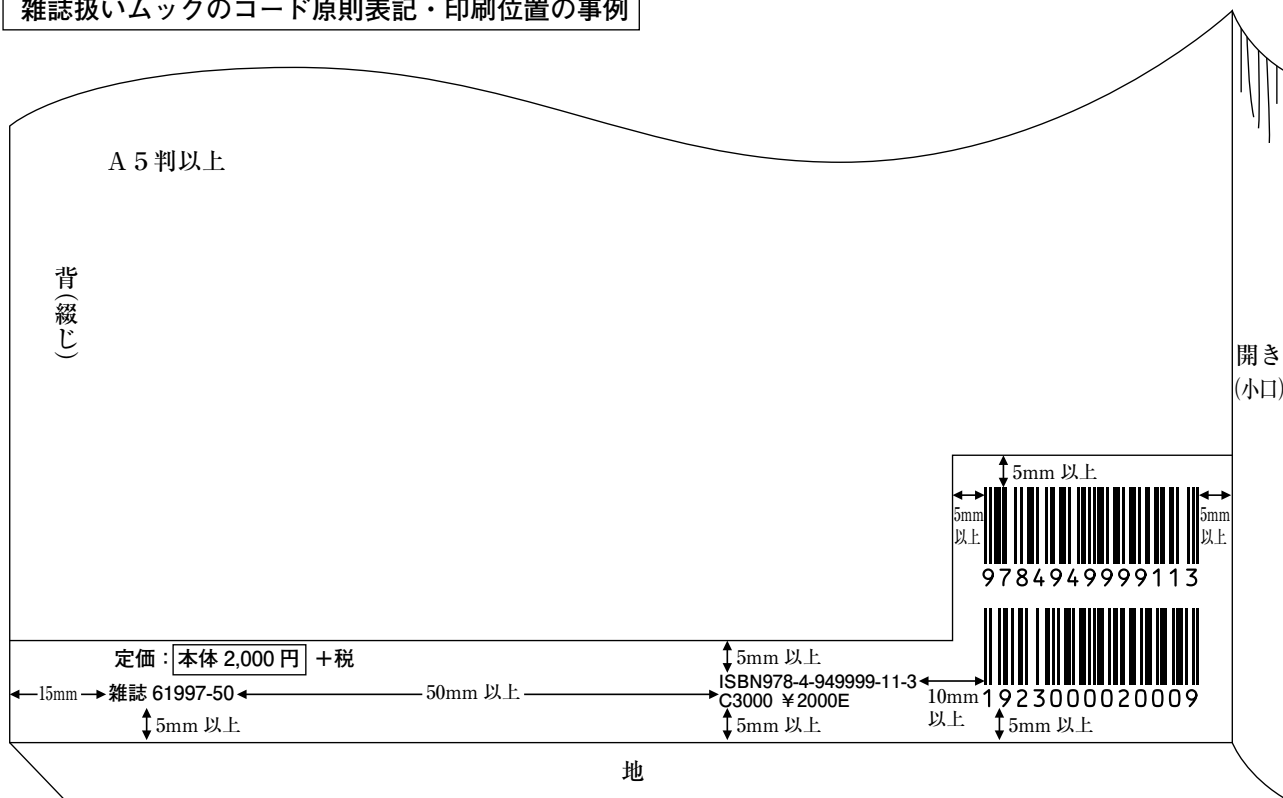 雑誌扱いムックのコード原則表記・印刷位置の事例
A5判以上
背(綴じ)
開き
(小口)
5mm 以上
5mm
以上
5mm
以上
9784949999113
定価：本体 2,000 円 ＋税
5mm 以上
15mm
雑誌 61997-50
50mm 以上
ISBN978-4-949999-11-3
C3000 ￥2000E
10mm
以上
1923000020009
5mm 以上
5mm 以上
5mm 以上
地